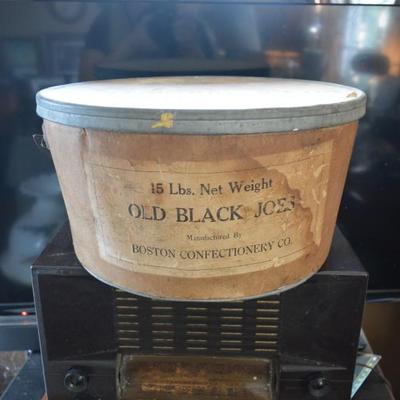 15 Lbs. Net Weight
OLD BLACK JOES
Manufactured By
BOSTON CONFECTIONERY CO.